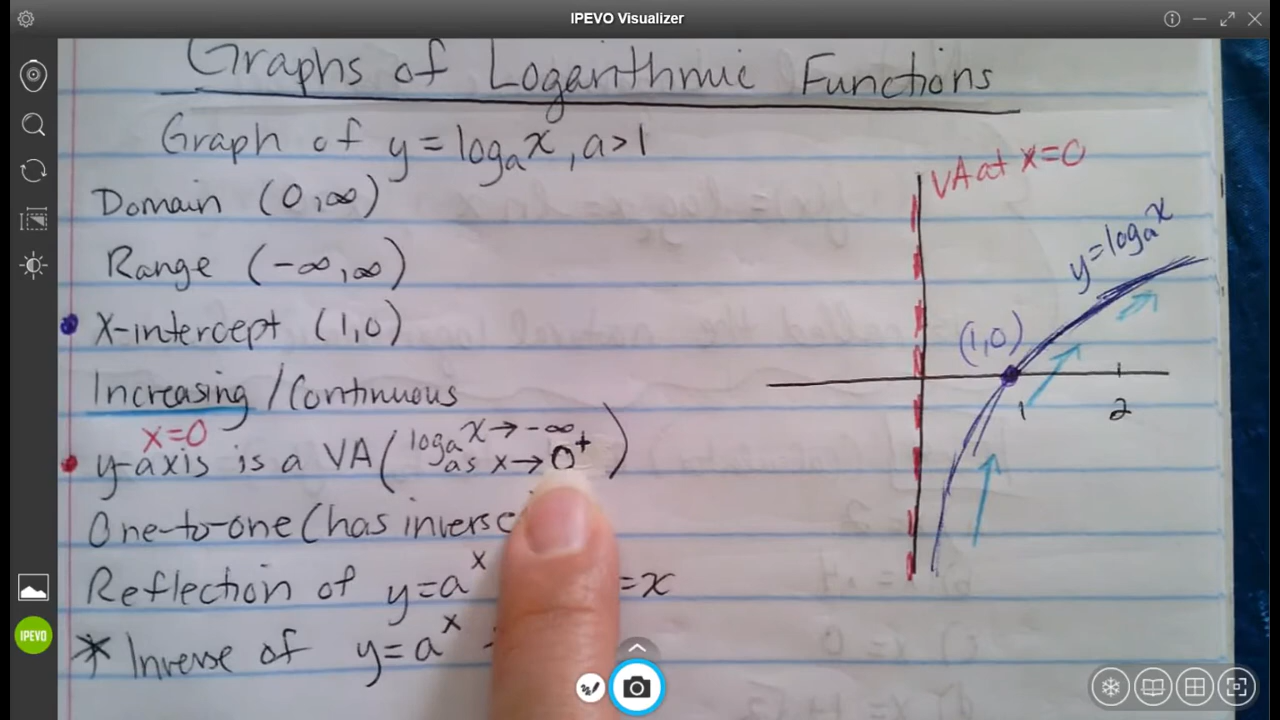 IPEVO Visualizer
Graphs of Logarithmic Functions
Graph of y=logₐx, a>1
Domain (0,∞)
Range (-∞,∞)
X-intercept (1,0)
Increasing / Continuous
x=0
y-axis is a VA (logₐx→-∞ as x→0⁺)
One-to-one (has inverse
Reflection of y=aˣ =x
* Inverse of y=aˣ
VA at x=0
y=logₐx
(1,0)
1 2
IPEVO